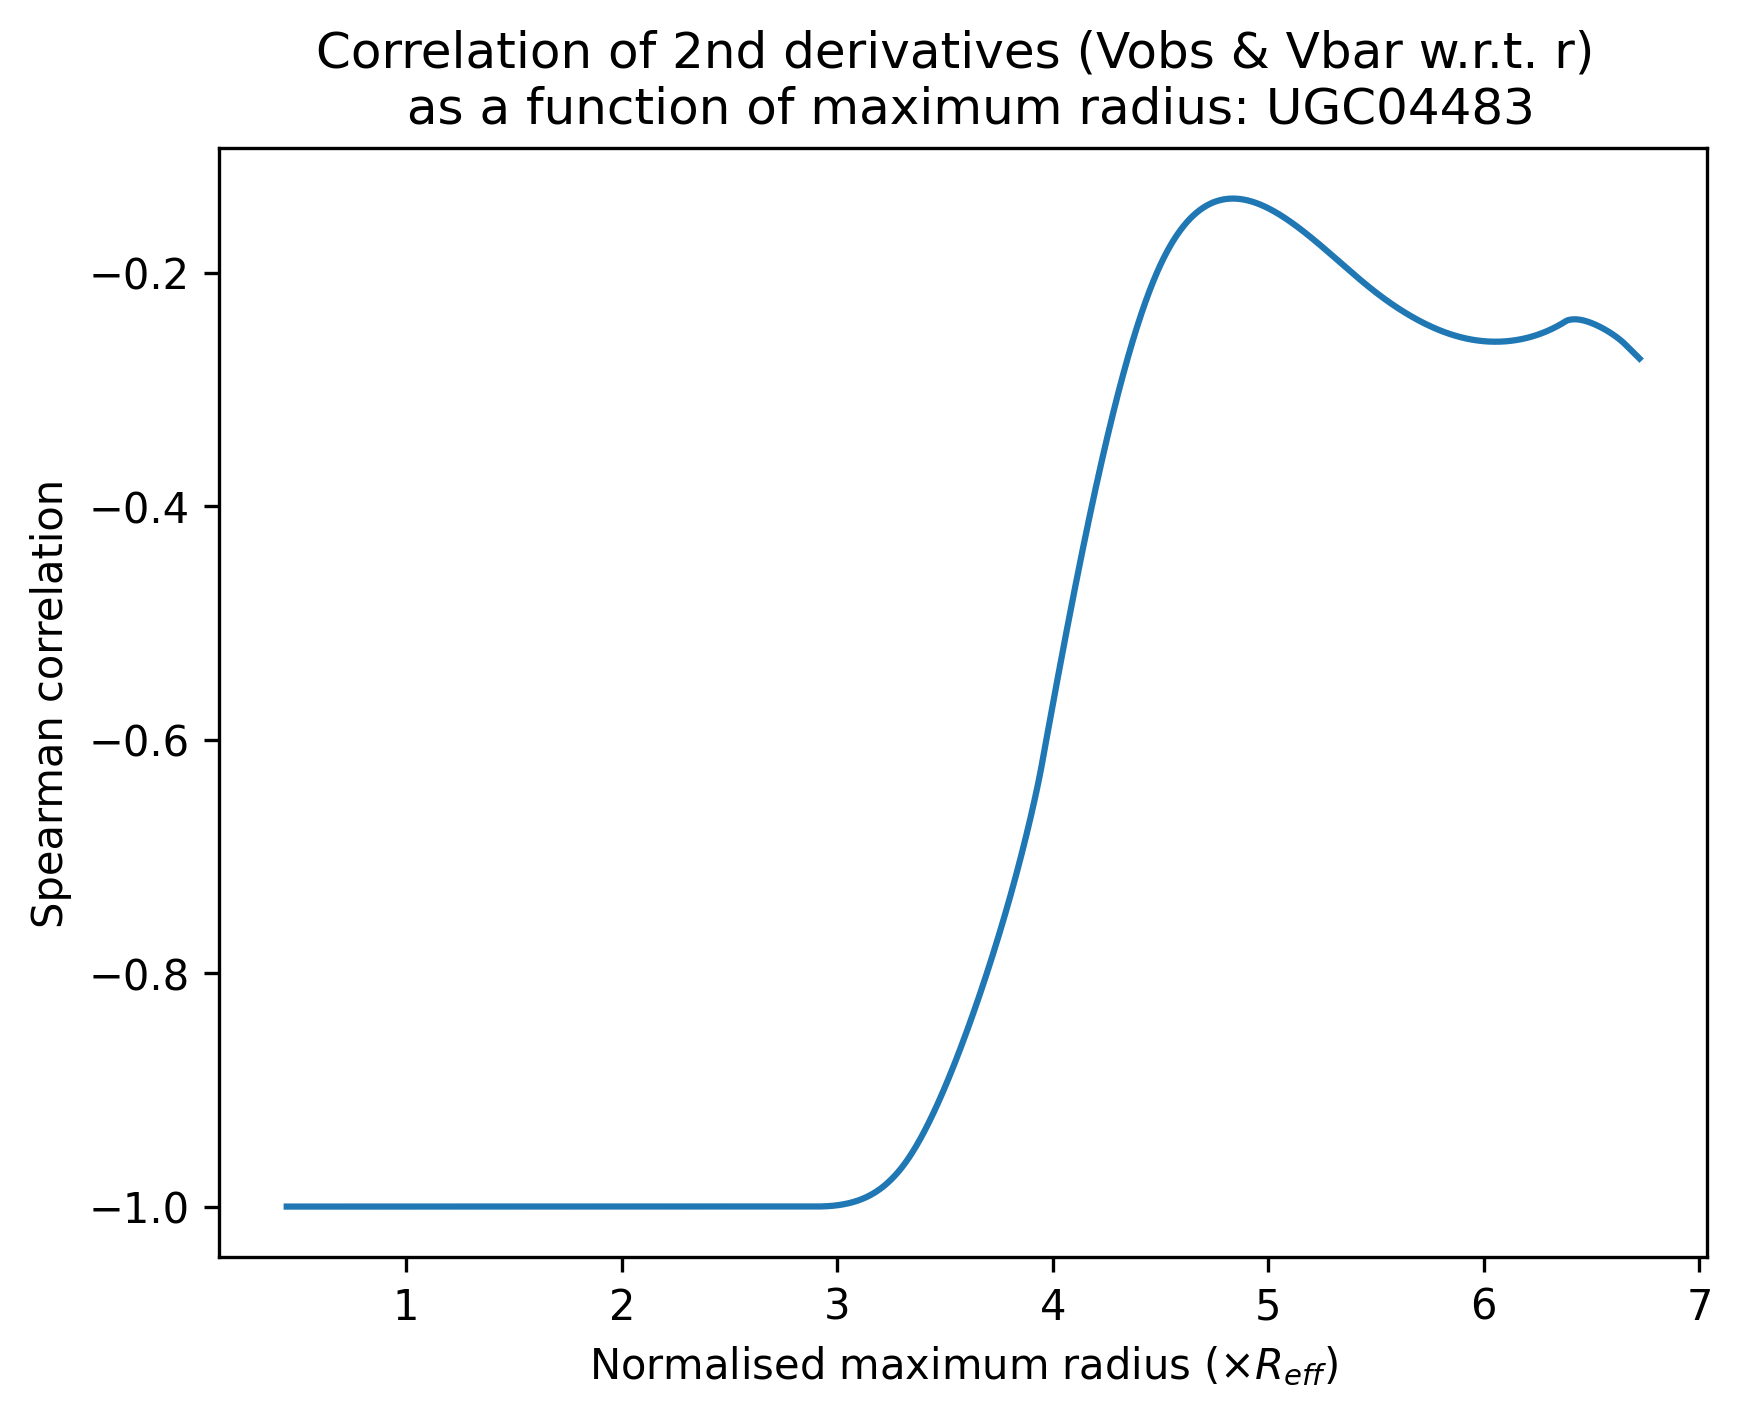 Correlation of 2nd derivatives (Vobs & Vbar w.r.t. r)
as a function of maximum radius: UGC04483
Spearman correlation
−0.2
−0.4
−0.6
−0.8
−1.0
1 2 3 4 5 6 7
Normalised maximum radius (×R_eff)